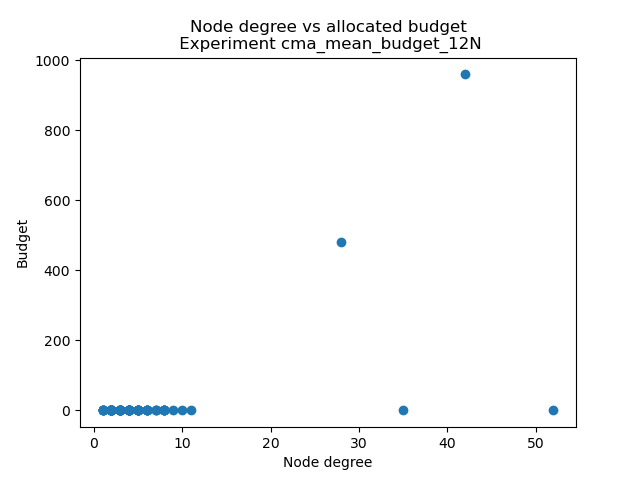 Node degree vs allocated budget
Experiment cma_mean_budget_12N
1000
800
600
400
200
0
Budget
0 10 20 30 40 50
Node degree